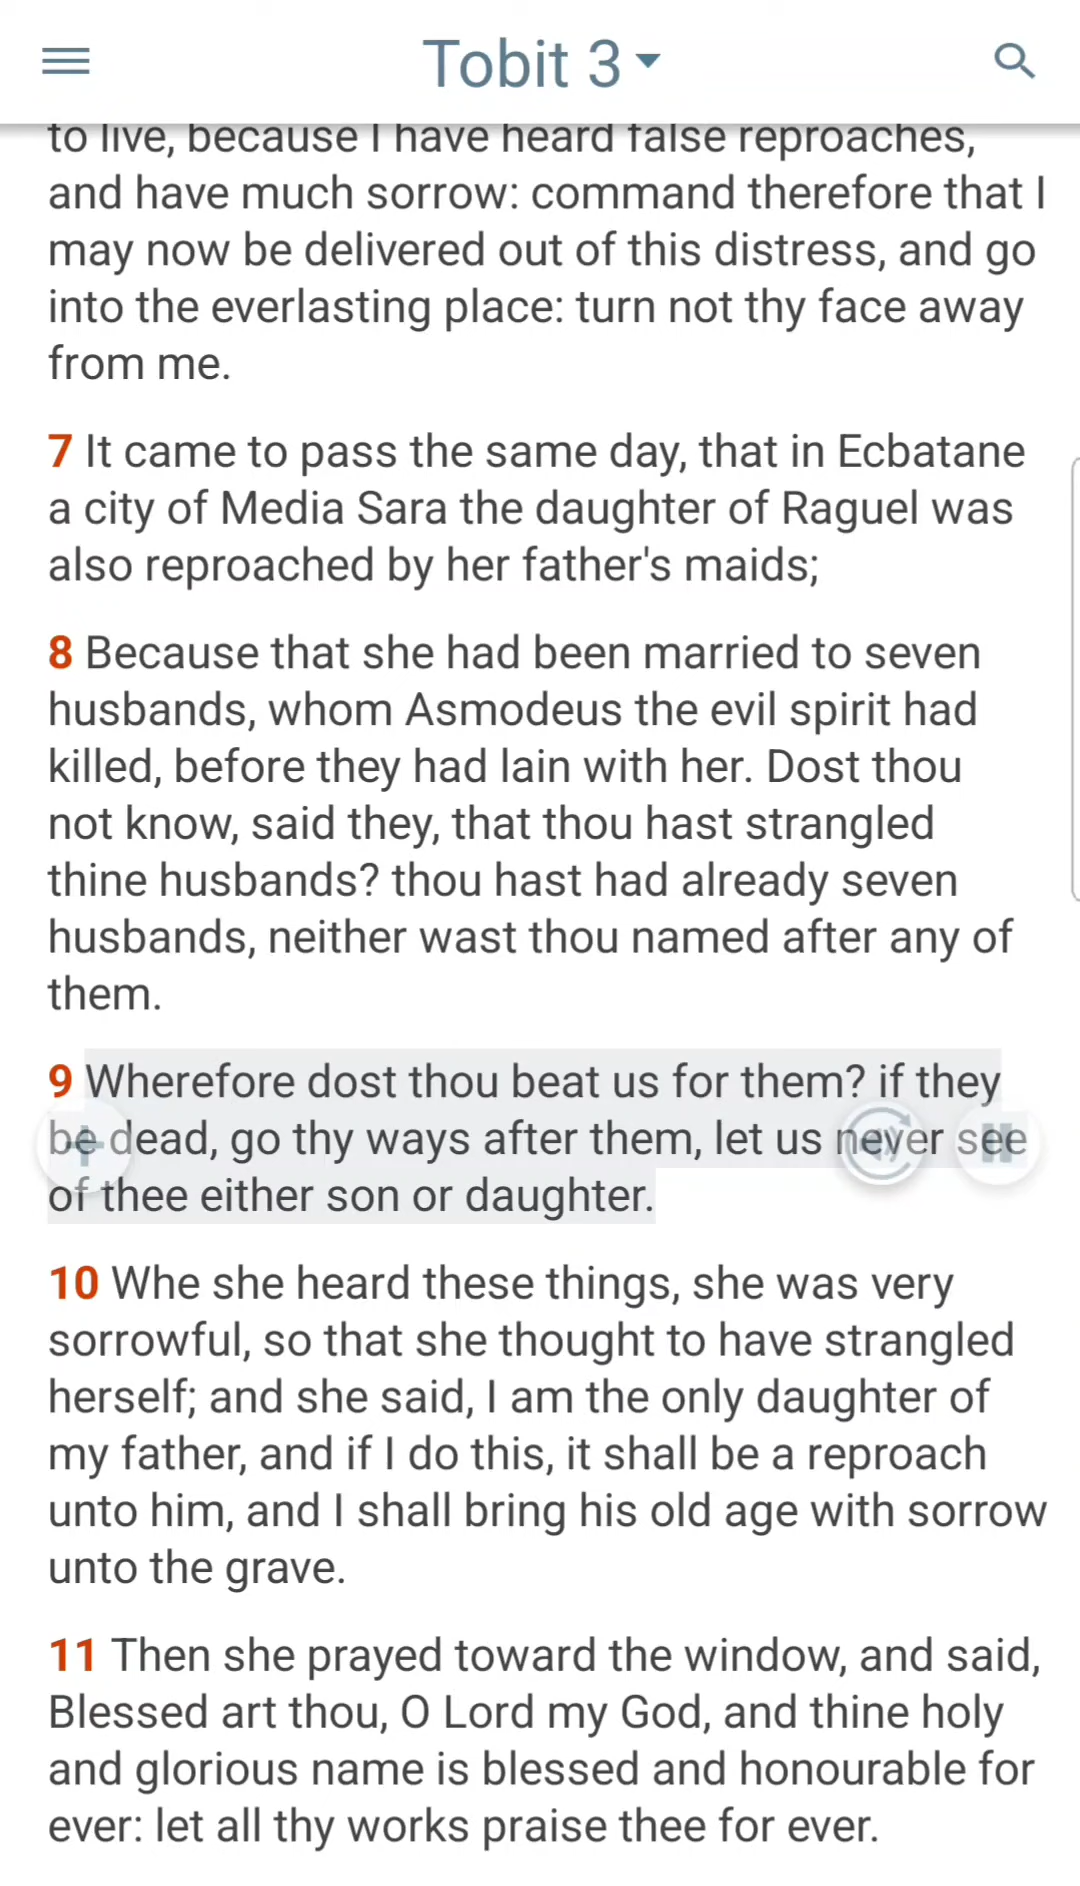 Tobit 3
to live, because I have heard false reproaches,
and have much sorrow: command therefore that I
may now be delivered out of this distress, and go
into the everlasting place: turn not thy face away
from me.
7 It came to pass the same day, that in Ecbatane
a city of Media Sara the daughter of Raguel was
also reproached by her father's maids;
8 Because that she had been married to seven
husbands, whom Asmodeus the evil spirit had
killed, before they had lain with her. Dost thou
not know, said they, that thou hast strangled
thine husbands? thou hast had already seven
husbands, neither wast thou named after any of
them.
9 Wherefore dost thou beat us for them? if they
be dead, go thy ways after them, let us never see
of thee either son or daughter.
10 Whe she heard these things, she was very
sorrowful, so that she thought to have strangled
herself; and she said, I am the only daughter of
my father, and if I do this, it shall be a reproach
unto him, and I shall bring his old age with sorrow
unto the grave.
11 Then she prayed toward the window, and said,
Blessed art thou, O Lord my God, and thine holy
and glorious name is blessed and honourable for
ever: let all thy works praise thee for ever.